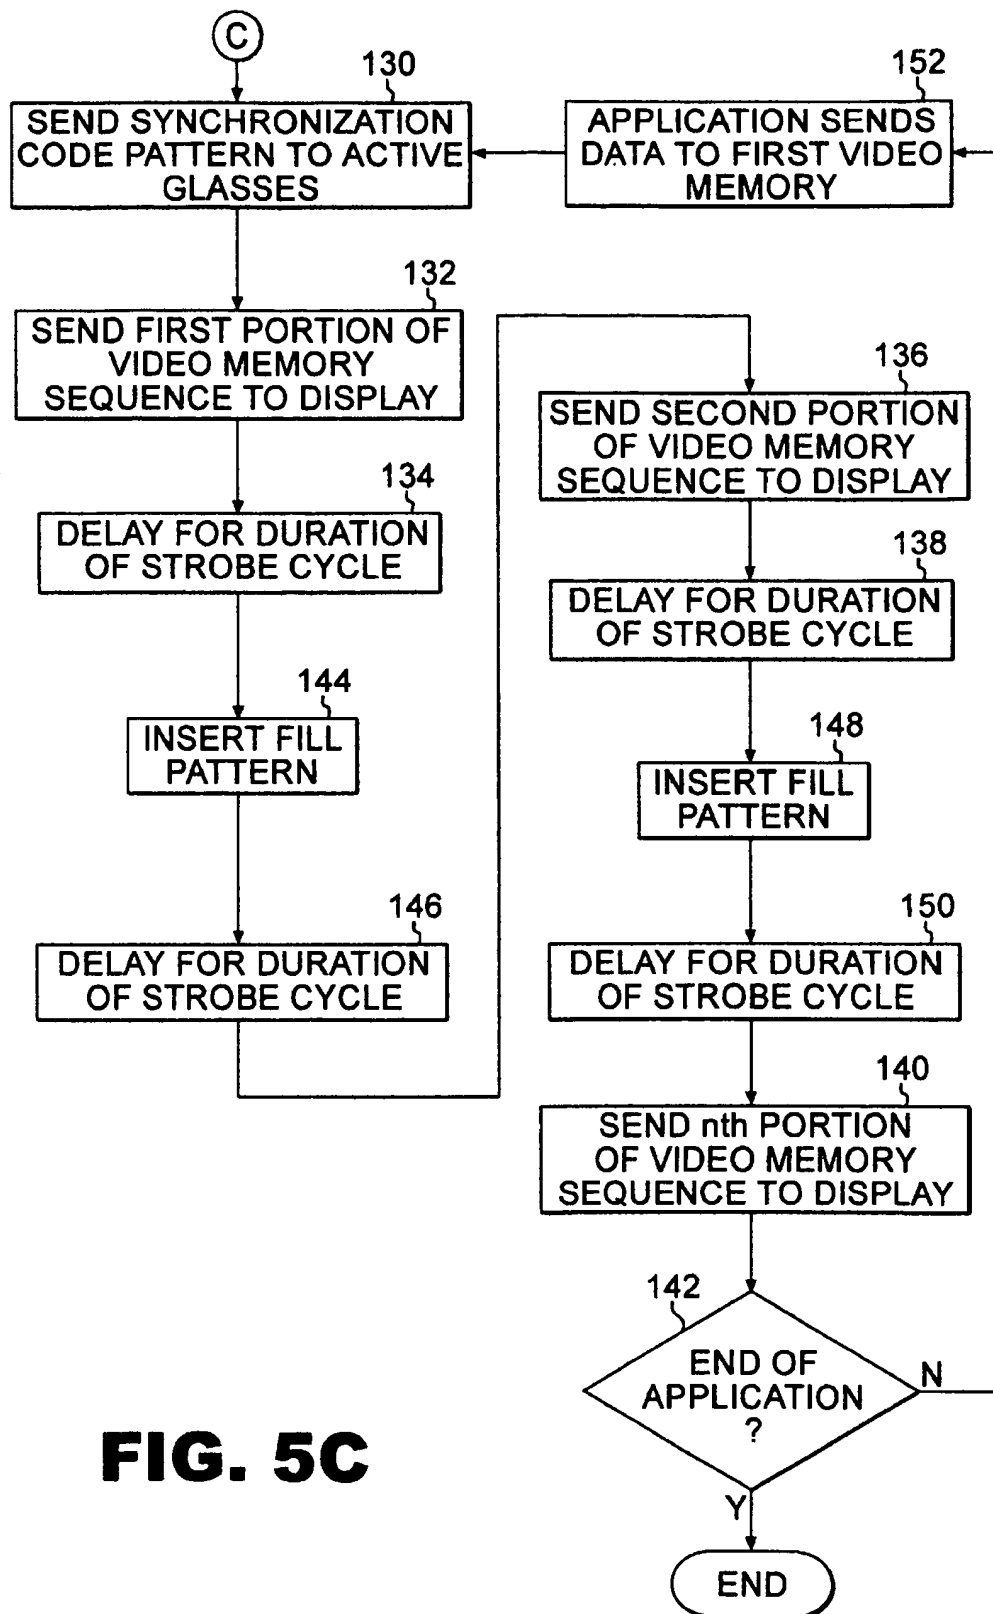 C
130
SEND SYNCHRONIZATION
CODE PATTERN TO ACTIVE
GLASSES
152
APPLICATION SENDS
DATA TO FIRST VIDEO
MEMORY
132
SEND FIRST PORTION OF
VIDEO MEMORY
SEQUENCE TO DISPLAY
134
DELAY FOR DURATION
OF STROBE CYCLE
144
INSERT FILL
PATTERN
146
DELAY FOR DURATION
OF STROBE CYCLE
136
SEND SECOND PORTION
OF VIDEO MEMORY
SEQUENCE TO DISPLAY
138
DELAY FOR DURATION
OF STROBE CYCLE
148
INSERT FILL
PATTERN
150
DELAY FOR DURATION
OF STROBE CYCLE
140
SEND nth PORTION
OF VIDEO MEMORY
SEQUENCE TO DISPLAY
142
END OF
APPLICATION
?
N
Y
END
FIG. 5C